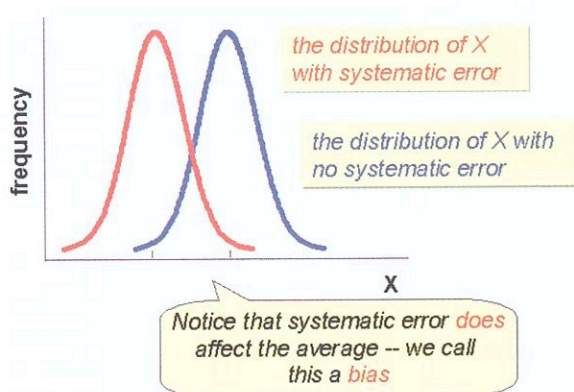 the distribution of X
with systematic error
the distribution of X with
no systematic error
frequency
X
Notice that systematic error does
affect the average -- we call
this a bias